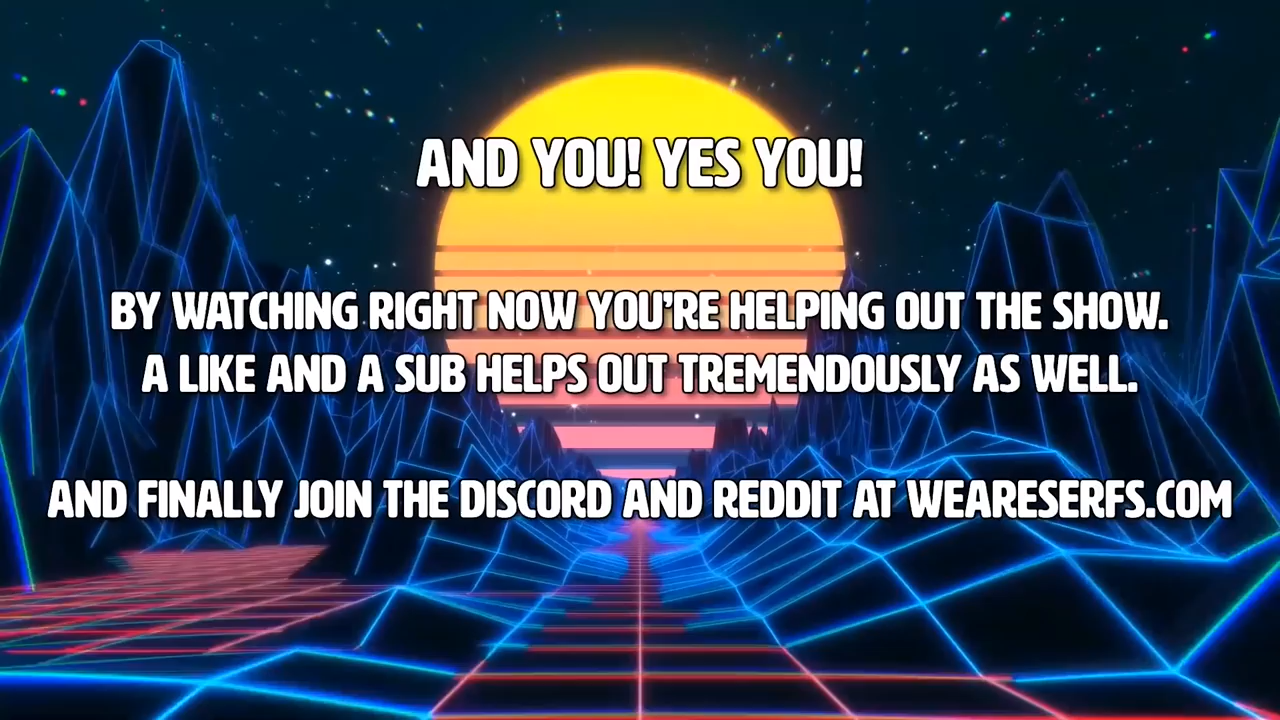 AND YOU! YES YOU!
BY WATCHING RIGHT NOW YOU'RE HELPING OUT THE SHOW.
A LIKE AND A SUB HELPS OUT TREMENDOUSLY AS WELL.
AND FINALLY JOIN THE DISCORD AND REDDIT AT WEARESERFS.COM